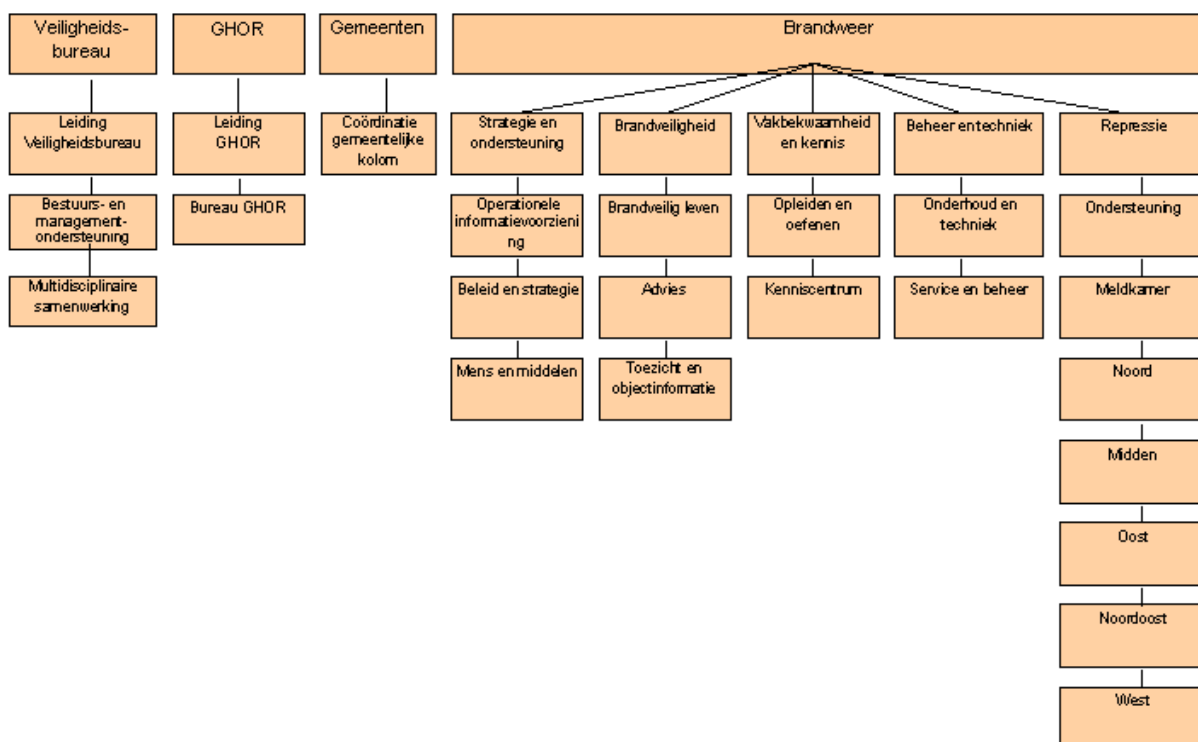 Veiligheids-
bureau
GHOR
Gemeenten
Brandweer
Leiding
Veiligheidsbureau
Leiding
GHOR
Coördinatie
gemeentelijke
kolom
Strategie en
ondersteuning
Brandveiligheid
Vakbekwaamheid
en kennis
Beheer en techniek
Repressie
Bestuurs- en
management-
ondersteuning
Bureau GHOR
Operationele
informatievoorzieni
ng
Brandveilig leven
Opleiden en
oefenen
Onderhoud en
techniek
Ondersteuning
Multidisciplinaire
samenwerking
Beleid en strategie
Advies
Kenniscentrum
Service en beheer
Meldkamer
Mens en middelen
Toezicht en
objectinformatie
Noord
Midden
Oost
Noordoost
West